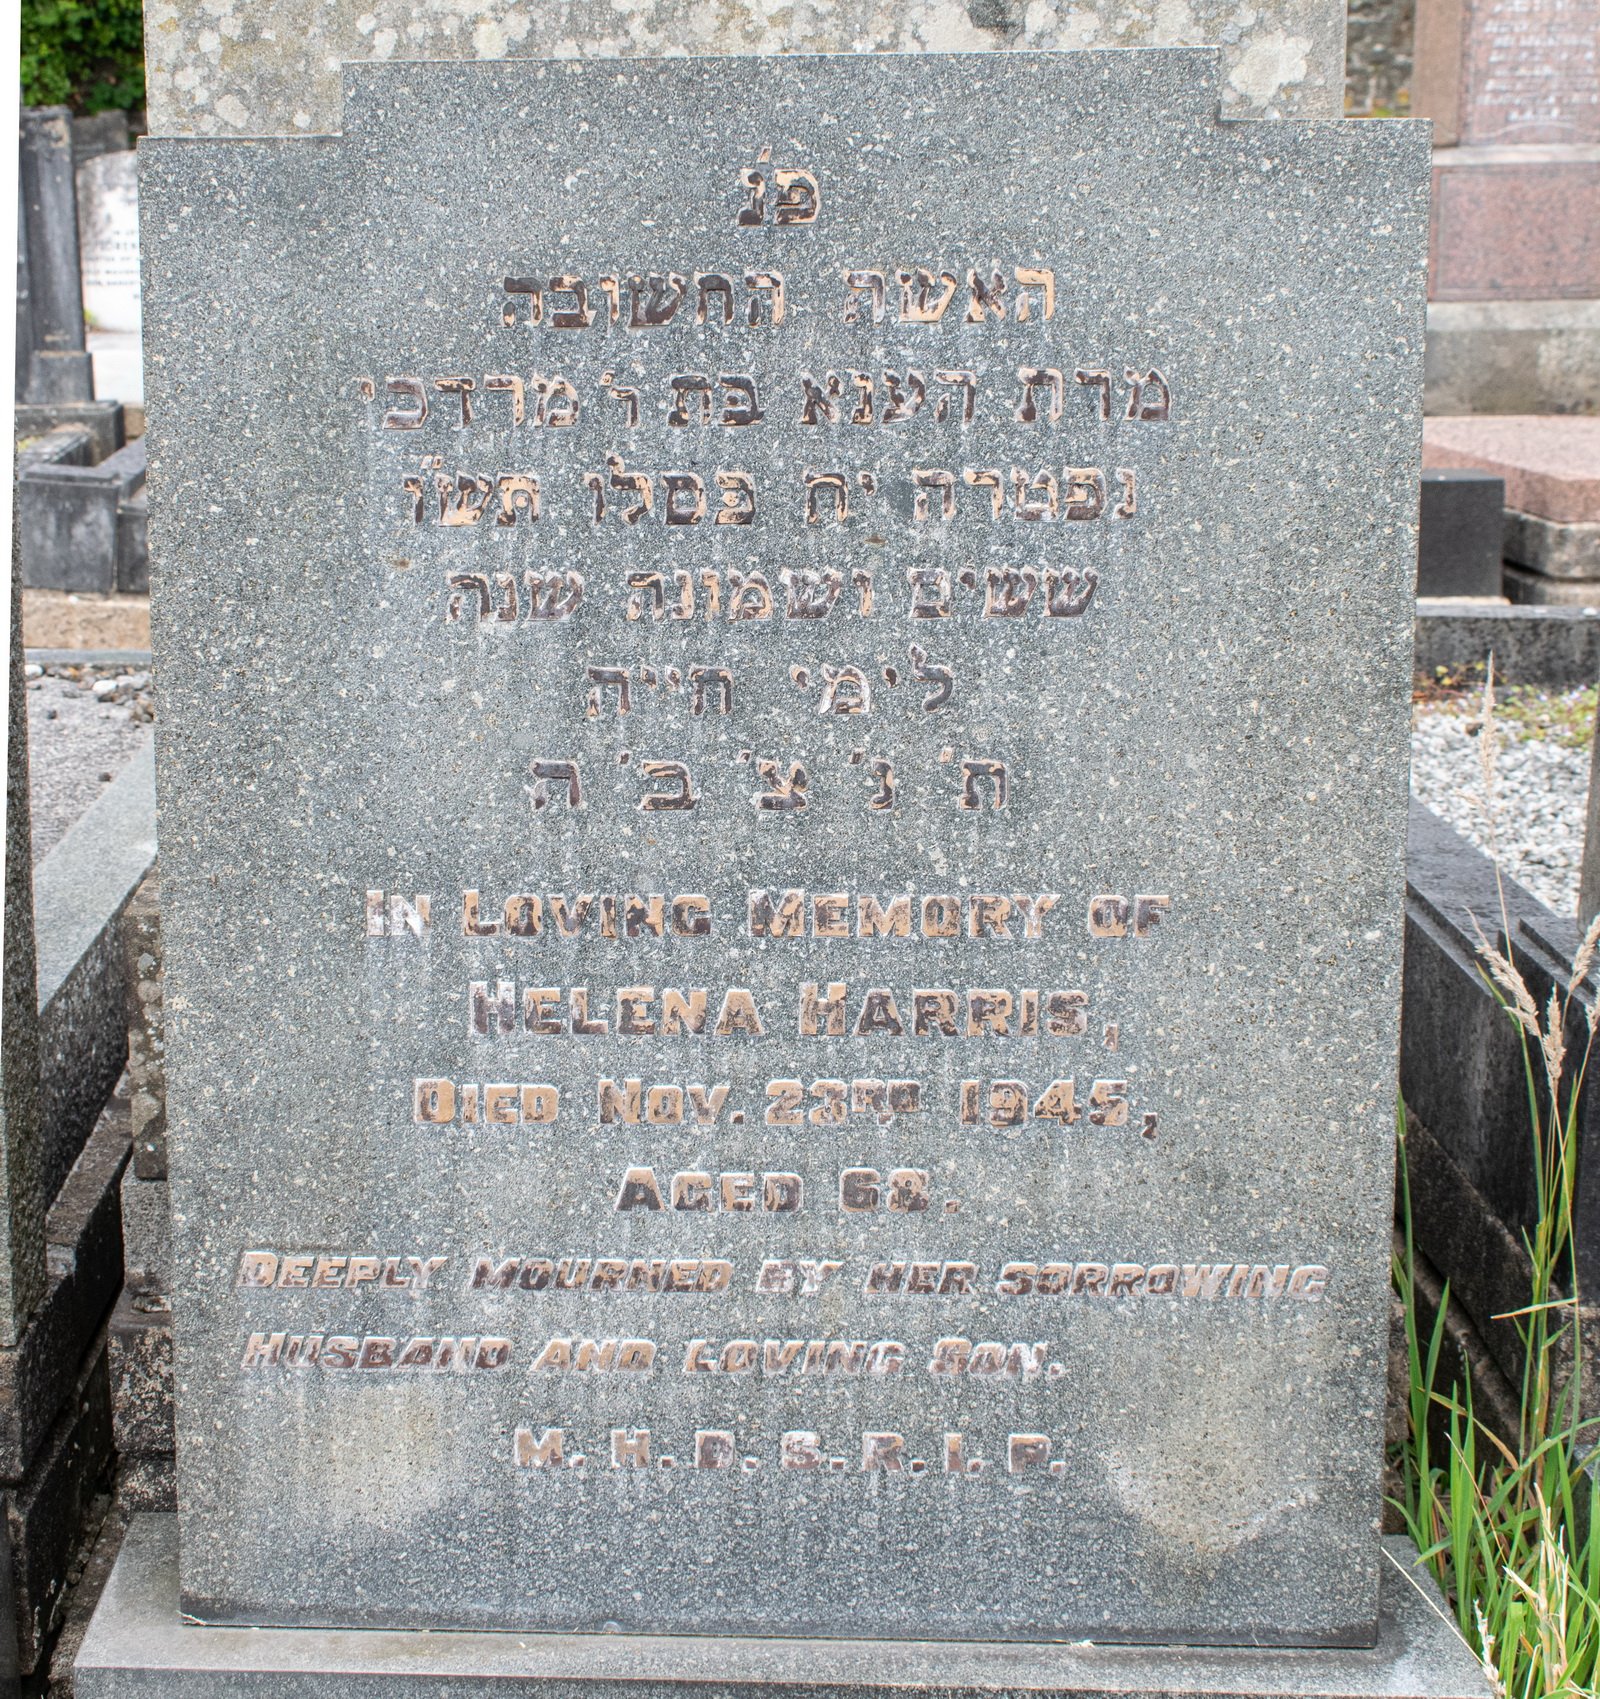 פ'נ
האשה החשובה
מרת הענא בת ר' מרדכי
נפטרה יח כסלו תש"ו
ששים ושמונה שנה
לימי חייה
ת' נ' צ' ב' ה
IN LOVING MEMORY OF
HELENA HARRIS,
DIED NOV. 23RD 1945,
AGED 68.
DEEPLY MOURNED BY HER SORROWING
HUSBAND AND LOVING SON.
M.H.D.S.R.I.P.